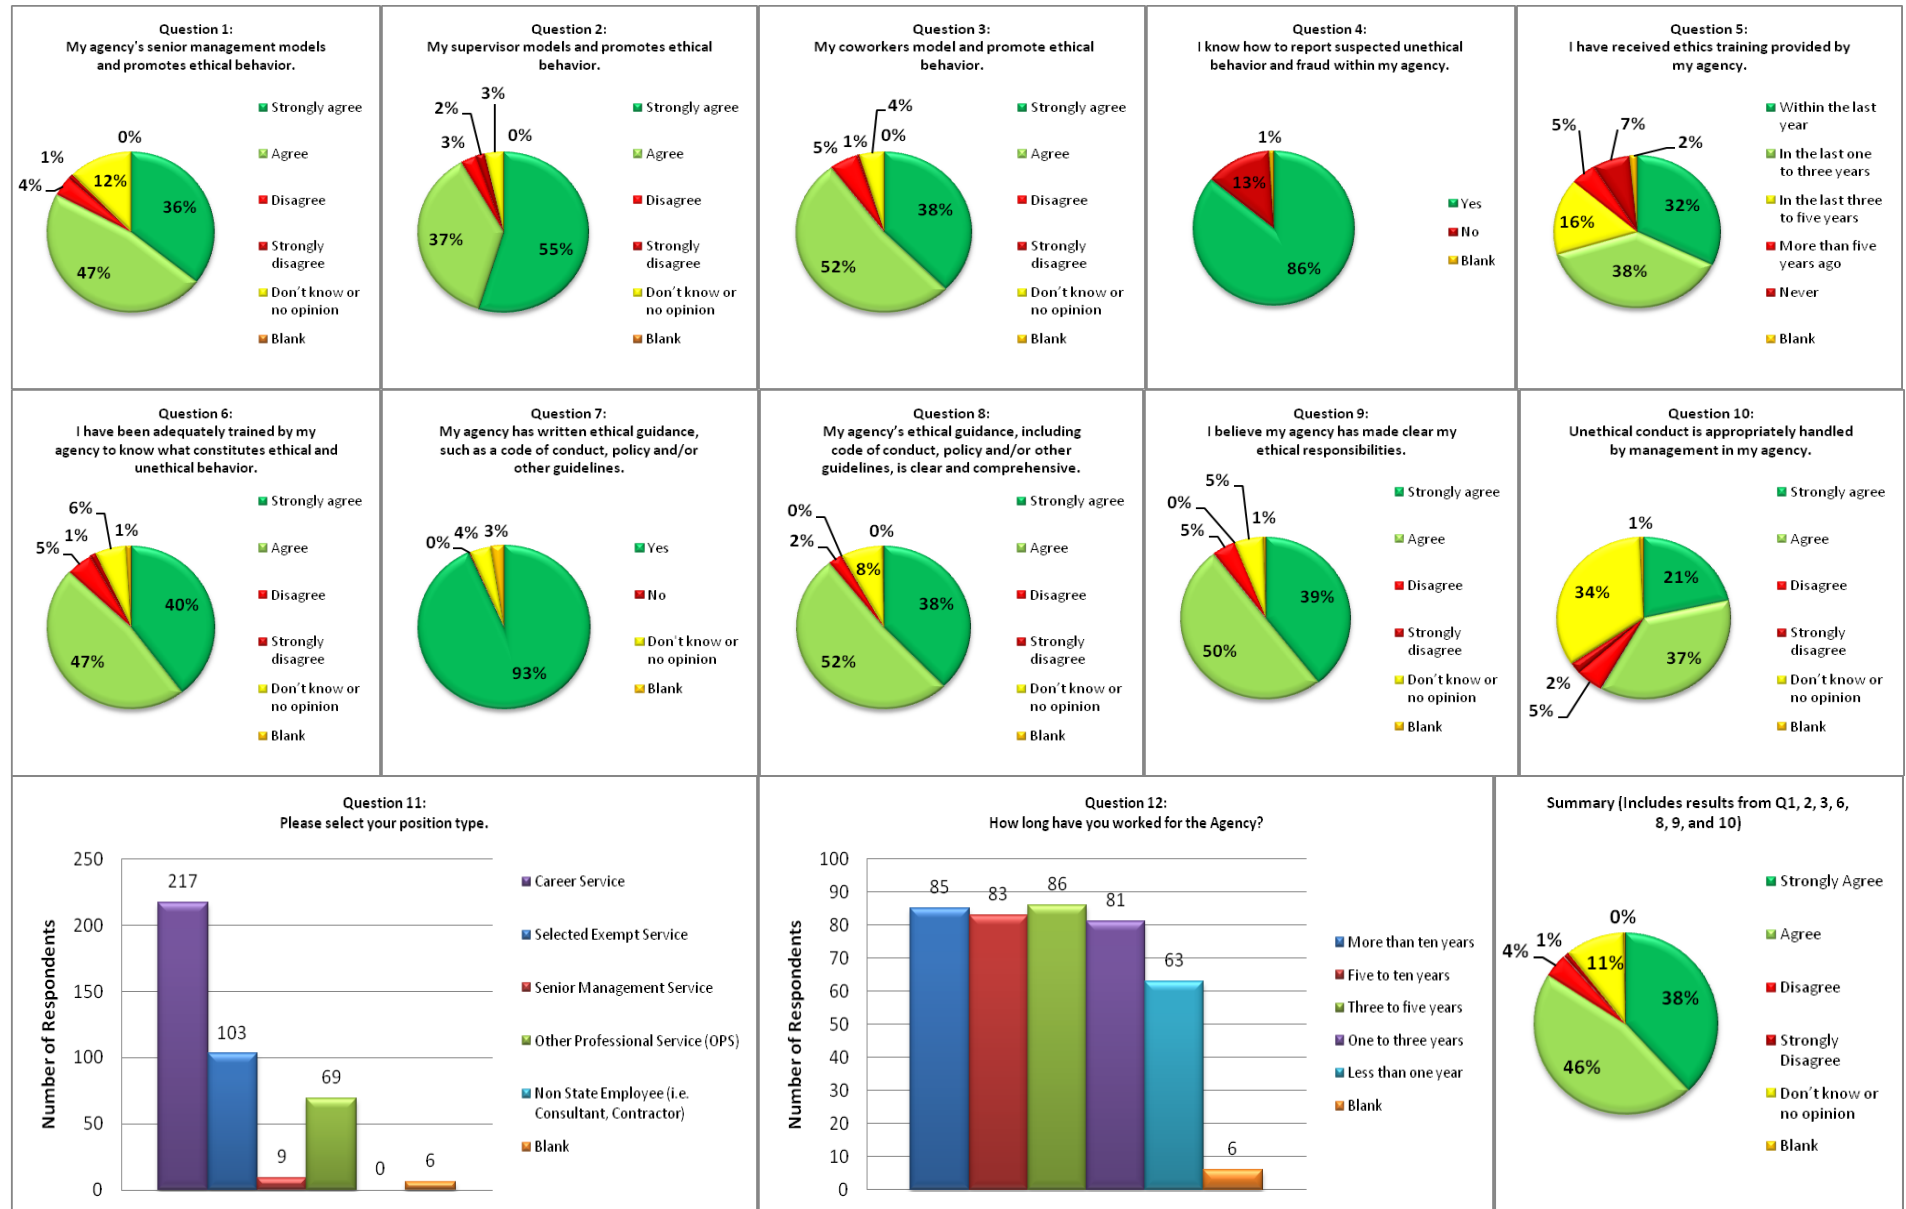 Question 1:
My agency's senior management models
and promotes ethical behavior.
0%
1%
4%
12%
36%
47%
Strongly agree
Agree
Disagree
Strongly
disagree
Don't know or
no opinion
Blank
Question 2:
My supervisor models and promotes ethical
behavior.
3%
2%
0%
3%
37%
55%
Strongly agree
Agree
Disagree
Strongly
disagree
Don't know or
no opinion
Blank
Question 3:
My coworkers model and promote ethical
behavior.
4%
5%
1%
0%
38%
52%
Strongly agree
Agree
Disagree
Strongly
disagree
Don't know or
no opinion
Blank
Question 4:
I know how to report suspected unethical
behavior and fraud within my agency.
1%
13%
86%
Yes
No
Blank
Question 5:
I have received ethics training provided by
my agency.
5%
7%
2%
32%
16%
38%
Within the last
year
In the last one
to three years
In the last three
to five years
More than five
years ago
Never
Blank
Question 6:
I have been adequately trained by my
agency to know what constitutes ethical and
unethical behavior.
6%
1%
1%
5%
40%
47%
Strongly agree
Agree
Disagree
Strongly
disagree
Don't know or
no opinion
Blank
Question 7:
My agency has written ethical guidance,
such as a code of conduct, policy and/or
other guidelines.
0%
4%
3%
93%
Yes
No
Don't know or
no opinion
Blank
Question 8:
My agency's ethical guidance, including
code of conduct, policy and/or other
guidelines, is clear and comprehensive.
0%
0%
2%
8%
38%
52%
Strongly agree
Agree
Disagree
Strongly
disagree
Don't know or
no opinion
Blank
Question 9:
I believe my agency has made clear my
ethical responsibilities.
5%
0%
1%
5%
39%
50%
Strongly agree
Agree
Disagree
Strongly
disagree
Don't know or
no opinion
Blank
Question 10:
Unethical conduct is appropriately handled
by management in my agency.
1%
21%
34%
37%
2%
5%
Strongly agree
Agree
Disagree
Strongly
disagree
Don't know or
no opinion
Blank
Question 11:
Please select your position type.
Number of Respondents
250
200
150
100
50
0
217
103
9
69
0
6
Career Service
Selected Exempt Service
Senior Management Service
Other Professional Service (OPS)
Non State Employee (i.e.
Consultant, Contractor)
Blank
Question 12:
How long have you worked for the Agency?
Number of Respondents
100
90
80
70
60
50
40
30
20
10
0
85
83
86
81
63
6
More than ten years
Five to ten years
Three to five years
One to three years
Less than one year
Blank
Summary (Includes results from Q1, 2, 3, 6,
8, 9, and 10)
0%
1%
4%
11%
38%
46%
Strongly Agree
Agree
Disagree
Strongly
Disagree
Don't know or
no opinion
Blank